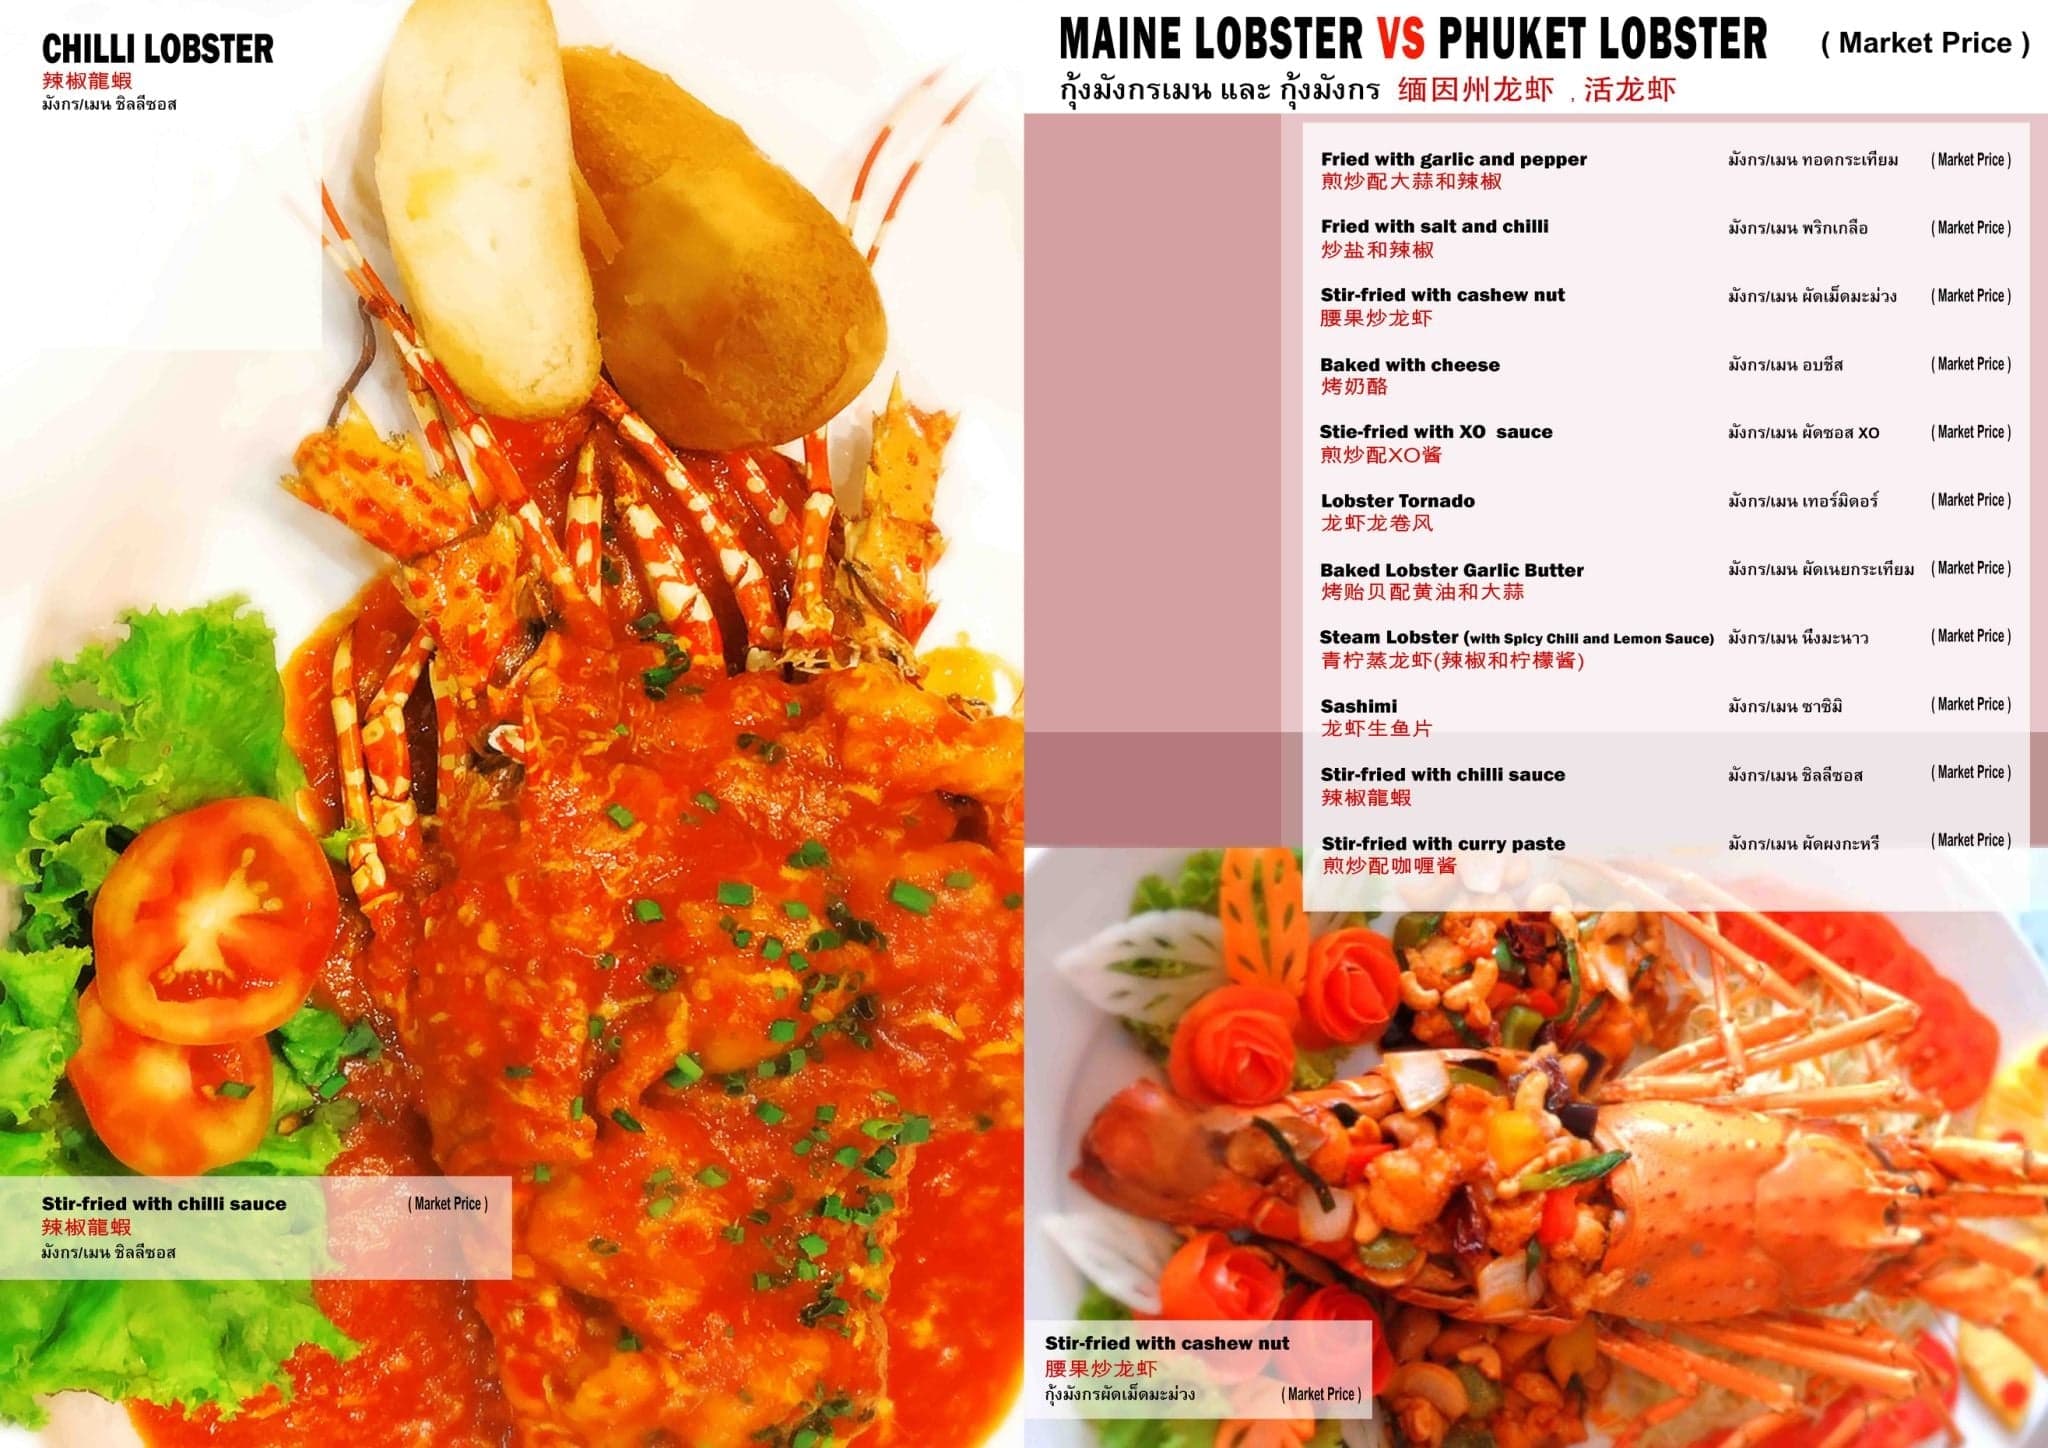 CHILLI LOBSTER
辣椒龍蝦
มังกร/เมน ชิลลีซอส
Stir-fried with chilli sauce ( Market Price )
辣椒龍蝦
มังกร/เมน ชิลลีซอส
MAINE LOBSTER VS PHUKET LOBSTER ( Market Price )
กุ้งมังกรเมน และ กุ้งมังกร 缅因州龙虾 , 活龙虾
Fried with garlic and pepper มังกร/เมน ทอดกระเทียม ( Market Price )
煎炒配大蒜和辣椒
Fried with salt and chilli มังกร/เมน พริกเกลือ ( Market Price )
炒盐和辣椒
Stir-fried with cashew nut มังกร/เมน ผัดเม็ดมะม่วง ( Market Price )
腰果炒龙虾
Baked with cheese มังกร/เมน อบชีส ( Market Price )
烤奶酪
Stie-fried with XO sauce มังกร/เมน ผัดซอส XO ( Market Price )
煎炒配XO酱
Lobster Tornado มังกร/เมน เทอร์มิดอร์ ( Market Price )
龙虾龙卷风
Baked Lobster Garlic Butter มังกร/เมน ผัดเนยกระเทียม ( Market Price )
烤贻贝配黄油和大蒜
Steam Lobster (with Spicy Chili and Lemon Sauce) มังกร/เมน นึ่งมะนาว ( Market Price )
青柠蒸龙虾(辣椒和柠檬酱)
Sashimi มังกร/เมน ซาซิมิ ( Market Price )
龙虾生鱼片
Stir-fried with chilli sauce มังกร/เมน ชิลลีซอส ( Market Price )
辣椒龍蝦
Stir-fried with curry paste มังกร/เมน ผัดผงกะหรี่ ( Market Price )
煎炒配咖喱酱
Stir-fried with cashew nut
腰果炒龙虾
กุ้งมังกรผัดเม็ดมะม่วง ( Market Price )